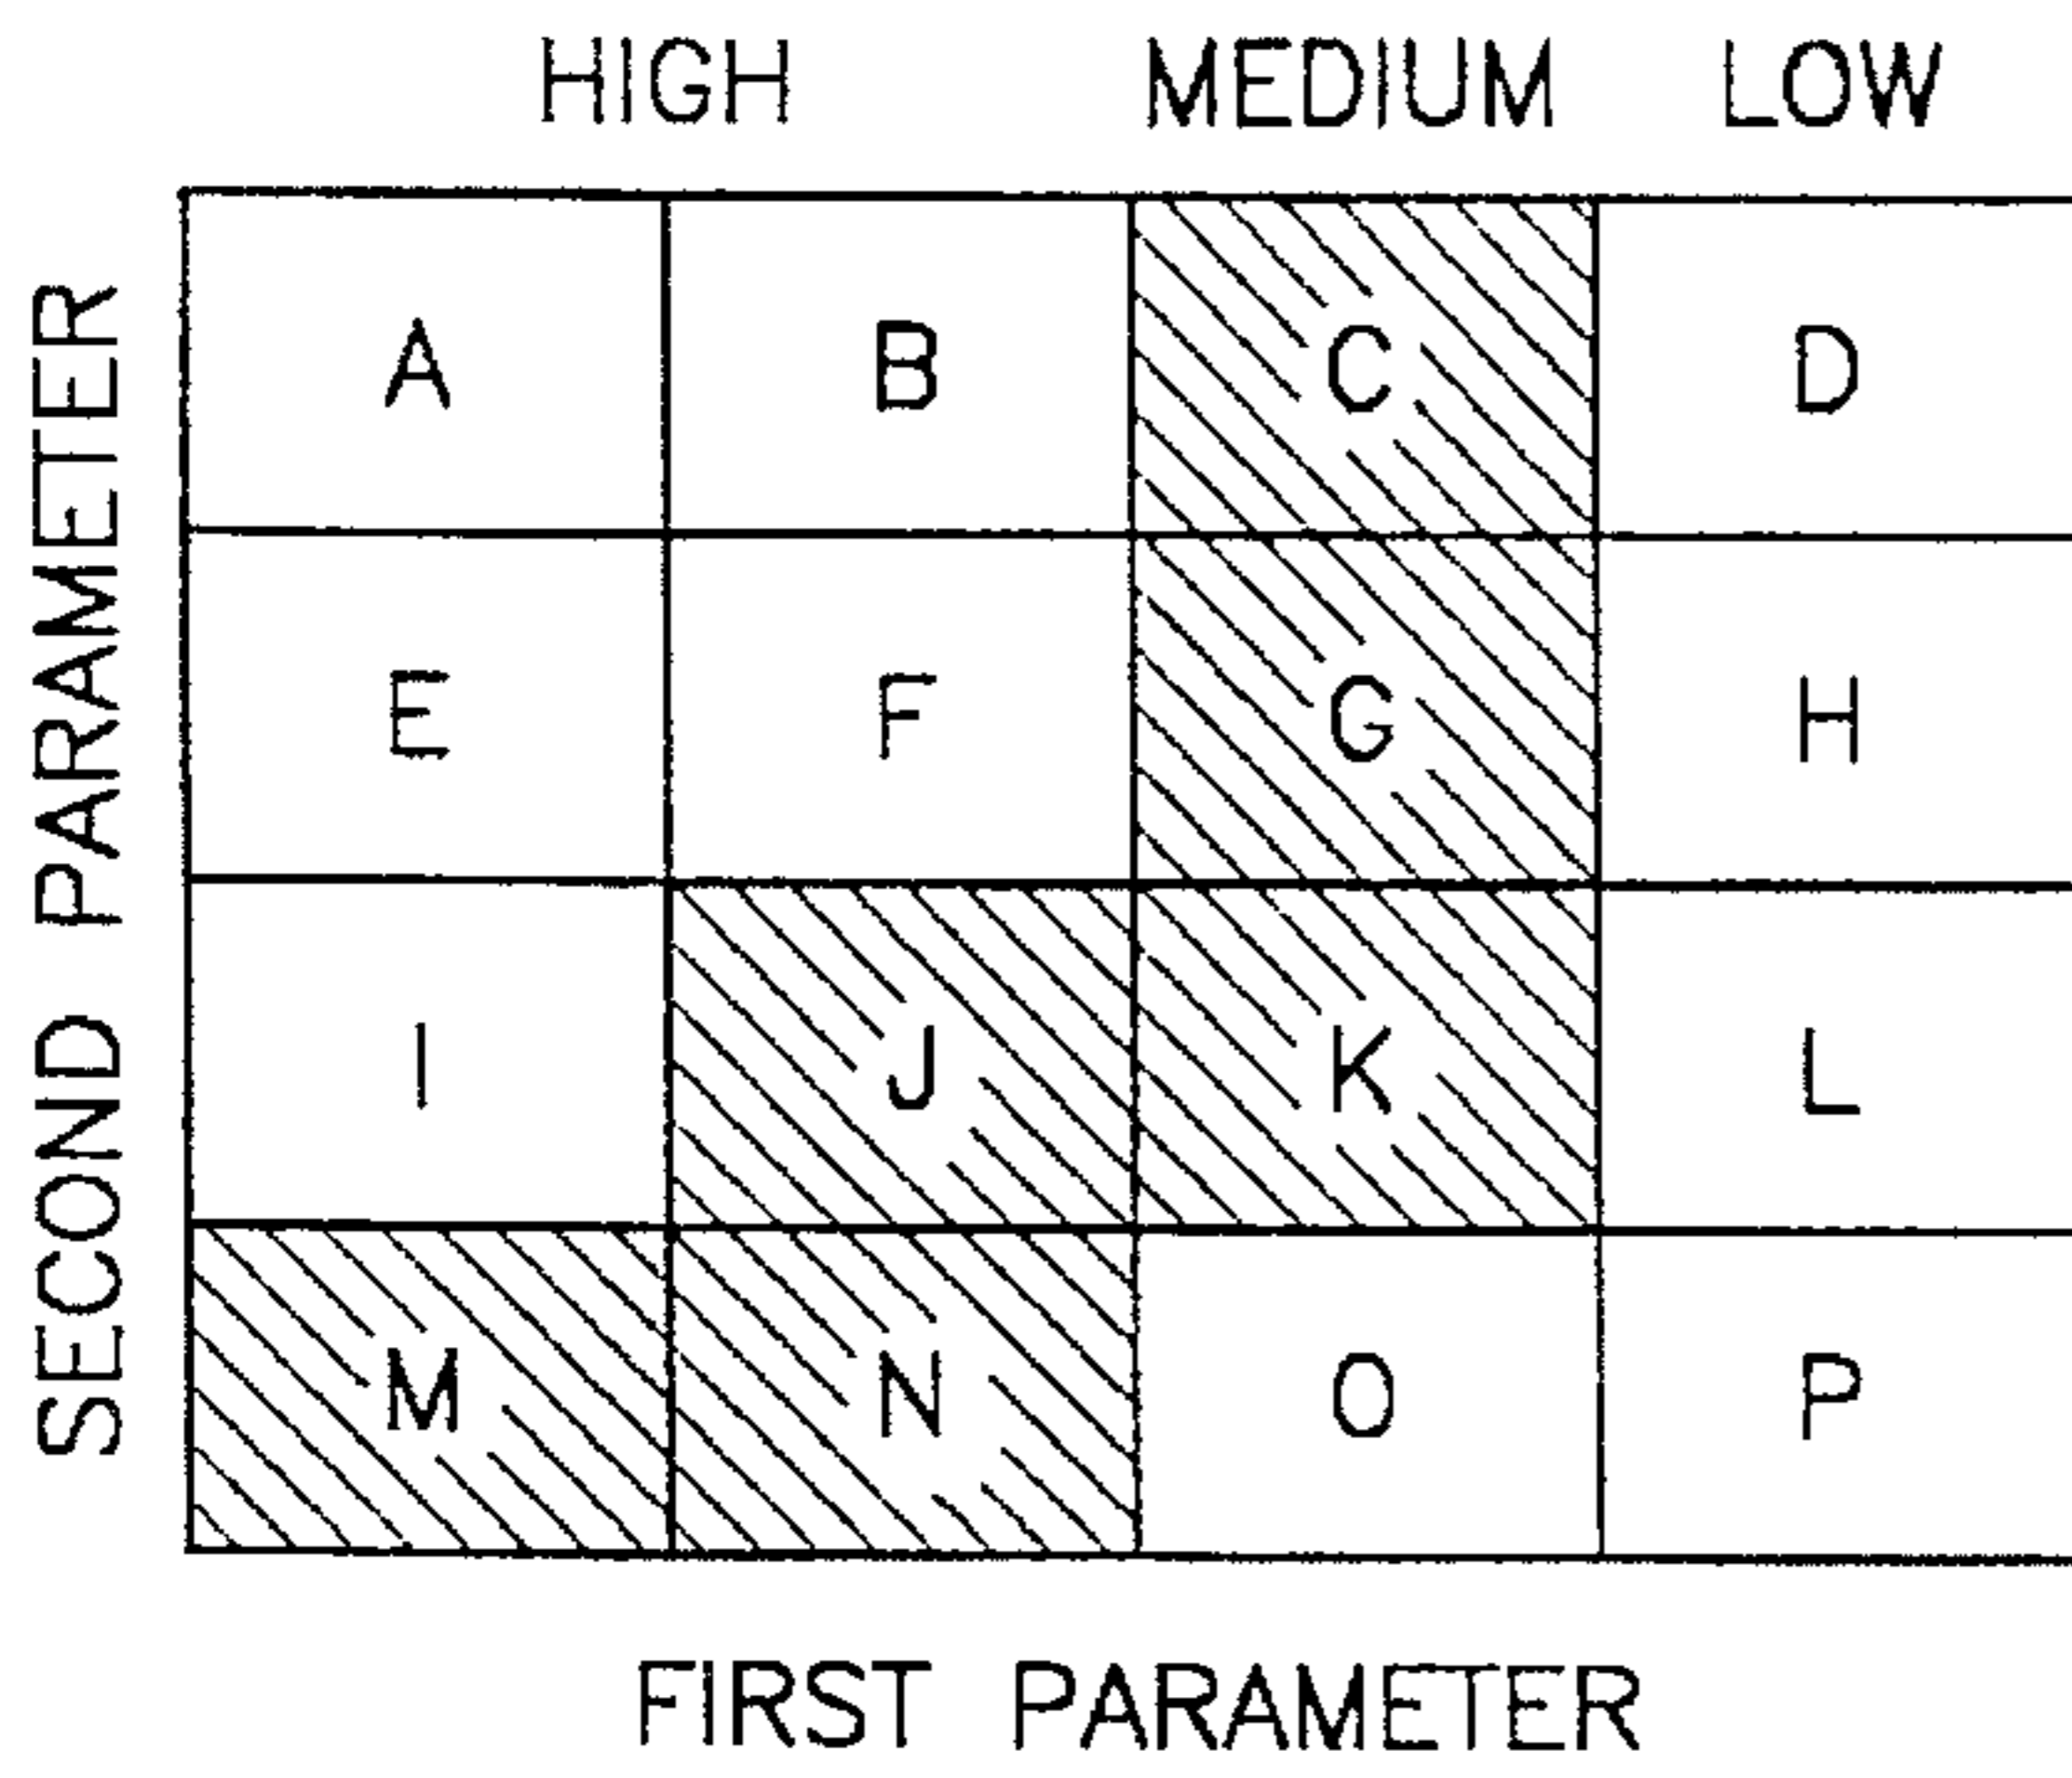 HIGH MEDIUM LOW
SECOND PARAMETER
A B C D
E F G H
I J K L
M N O P
FIRST PARAMETER